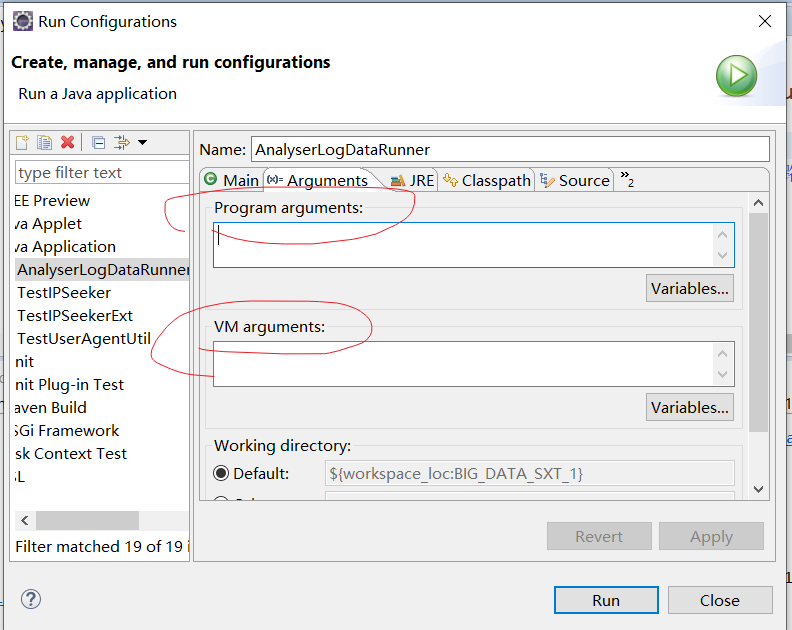 Run Configurations
Create, manage, and run configurations
Run a Java application
type filter text
EE Preview
va Applet
va Application
AnalyserLogDataRunner
TestIPSeeker
TestIPSeekerExt
TestUserAgentUtil
nit
nit Plug-in Test
aven Build
SGi Framework
sk Context Test
SL
Filter matched 19 of 19 i
Name: AnalyserLogDataRunner
Main (x)= Arguments JRE Classpath Source »2
Program arguments:
Variables...
VM arguments:
Variables...
Working directory:
Default: ${workspace_loc:BIG_DATA_SXT_1}
Revert Apply
Run Close